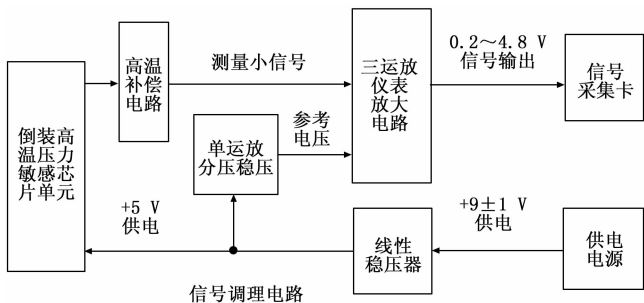 高温
补偿
电路
测量小信号
三运放
仪表
放大
电路
0.2～4.8 V
信号输出
信号
采集卡
倒装高
温压力
敏感芯
片单元
单运放
分压稳压
参考
电压
+5 V
供电
线性
稳压器
+9±1 V
供电
供电
电源
信号调理电路